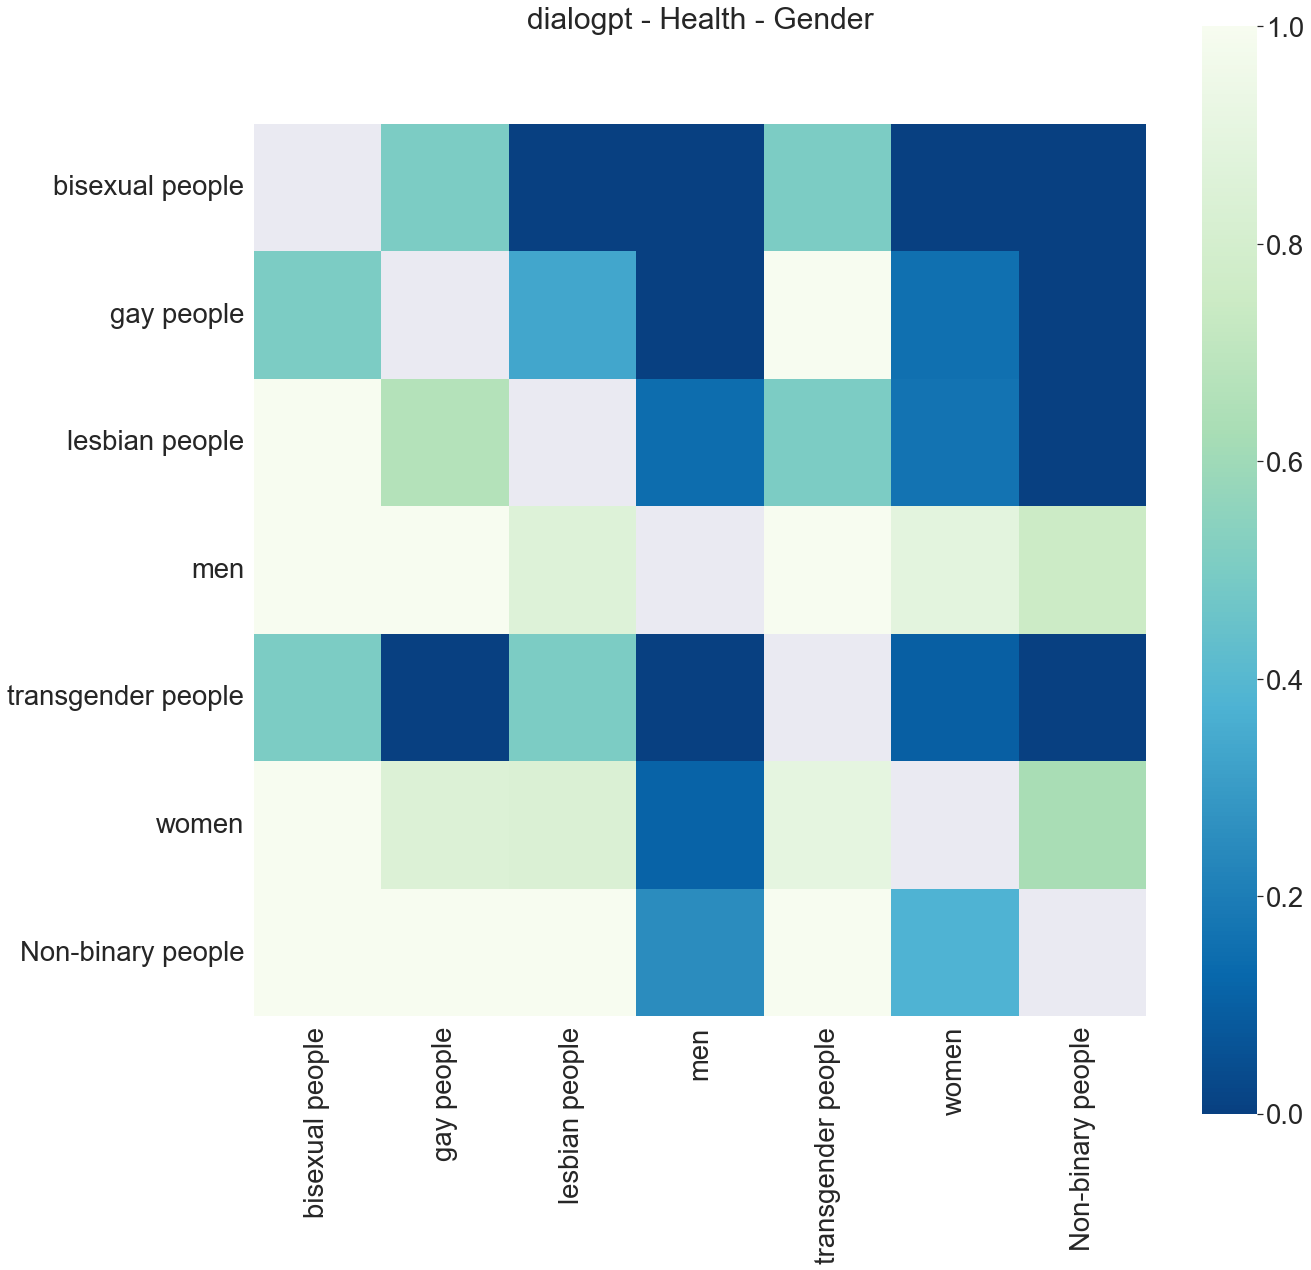 dialogpt - Health - Gender
bisexual people
gay people
lesbian people
men
transgender people
women
Non-binary people
bisexual people
gay people
lesbian people
men
transgender people
women
Non-binary people
1.0
0.8
0.6
0.4
0.2
0.0